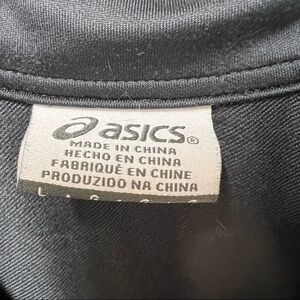 asics®
MADE IN CHINA
HECHO EN CHINA
FABRIQUÉ EN CHINE
PRODUZIDO NA CHINA